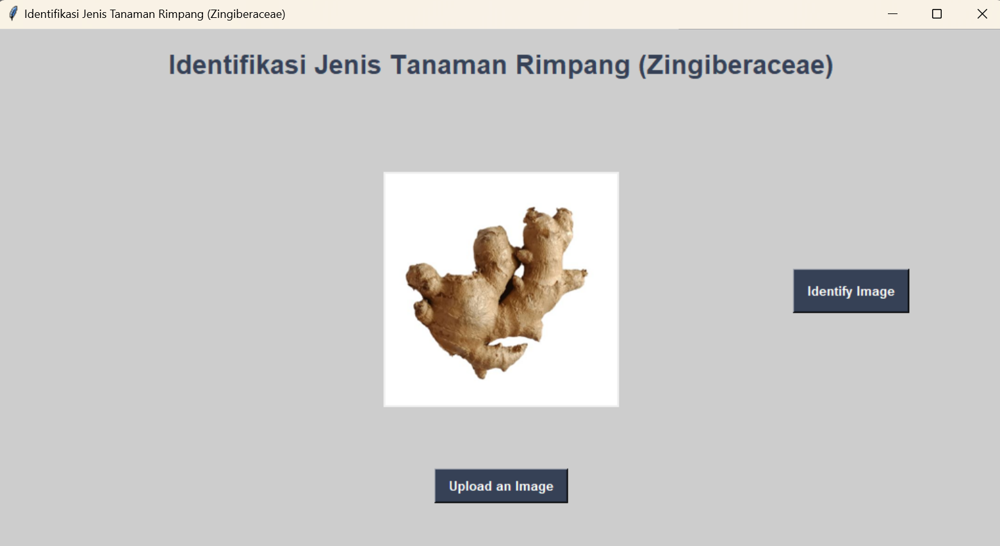 Identifikasi Jenis Tanaman Rimpang (Zingiberaceae)
Identifikasi Jenis Tanaman Rimpang (Zingiberaceae)
Identify Image
Upload an Image